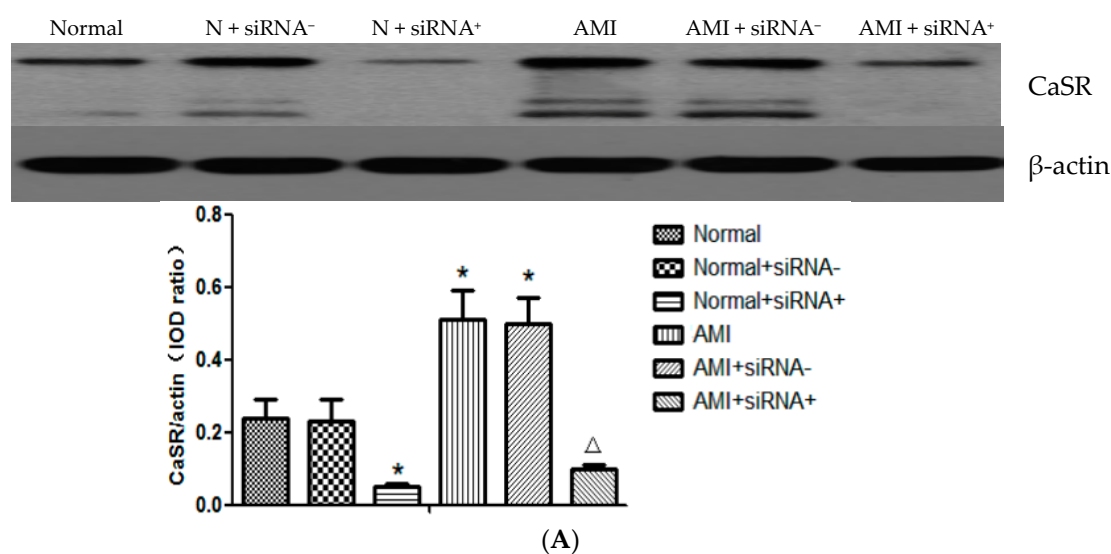 Normal N + siRNA⁻ N + siRNA⁺ AMI AMI + siRNA⁻ AMI + siRNA⁺
CaSR
β-actin
0.8
0.6
0.4
0.2
0.0
CaSR/actin（IOD ratio）
*
*
*
△
Normal
Normal+siRNA-
Normal+siRNA+
AMI
AMI+siRNA-
AMI+siRNA+
(A)